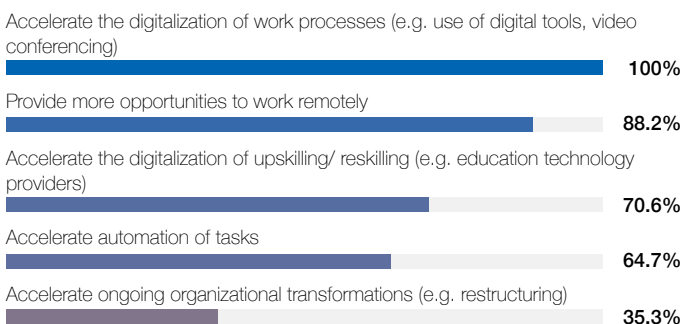 Accelerate the digitalization of work processes (e.g. use of digital tools, video
conferencing)
100%
Provide more opportunities to work remotely
88.2%
Accelerate the digitalization of upskilling/ reskilling (e.g. education technology
providers)
70.6%
Accelerate automation of tasks
64.7%
Accelerate ongoing organizational transformations (e.g. restructuring)
35.3%